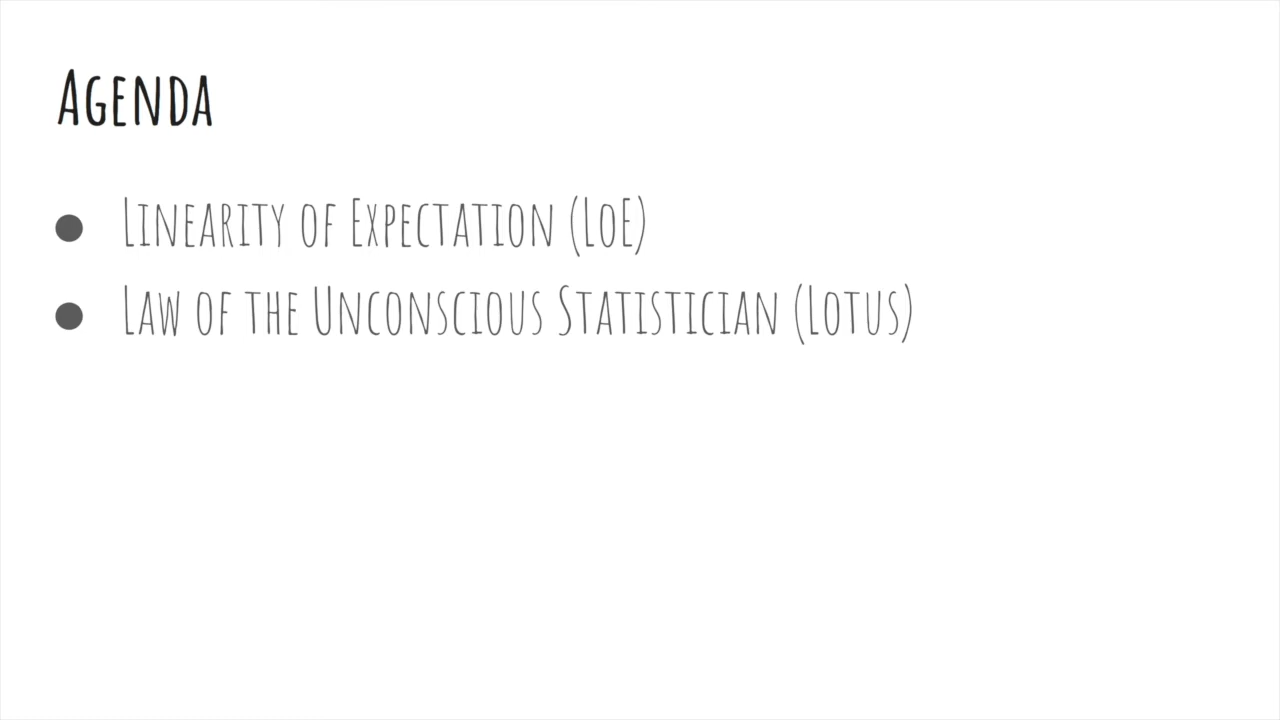 Agenda
Linearity of Expectation (LoE)
Law of the Unconscious Statistician (Lotus)